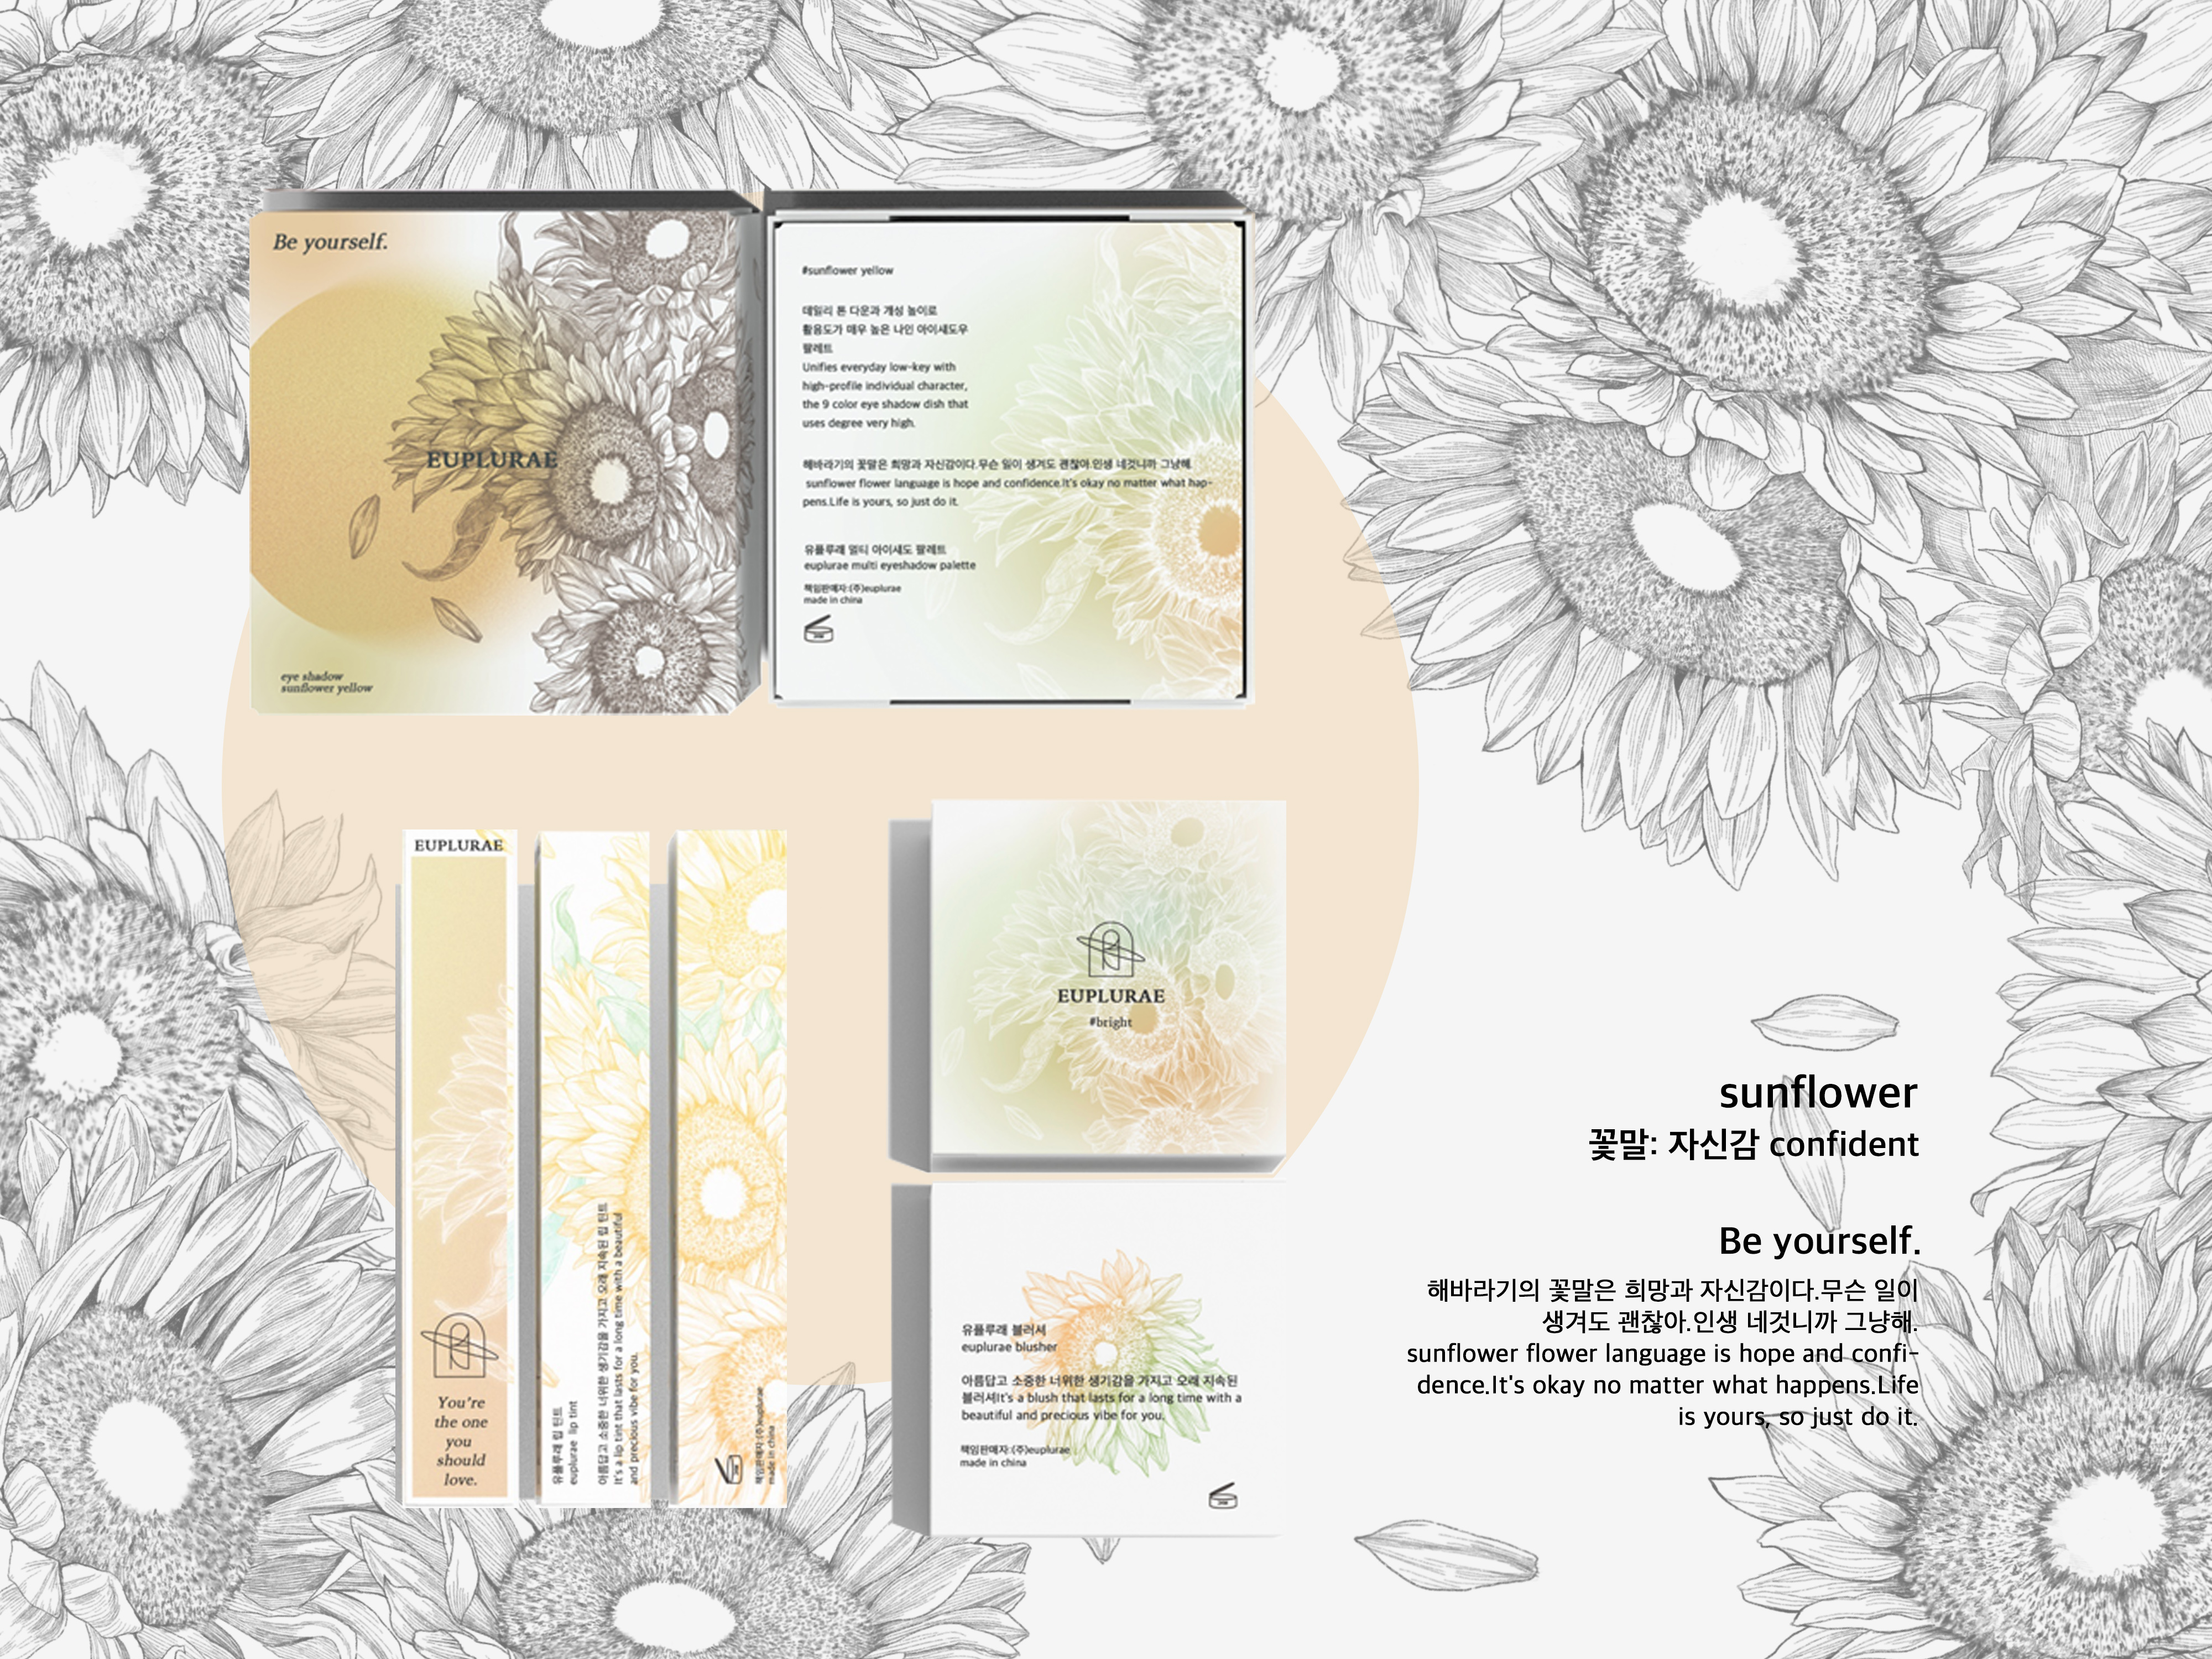 Be yourself.
EUPLURAE
eye shadow
sunflower yellow
#sunflower yellow
데일리 톤 다운과 개성 높이로
활용도가 매우 높은 나인 아이섀도우
팔레트
Unifies everyday low-key with
high-profile individual character,
the 9 color eye shadow dish that
uses degree very high.
해바라기의 꽃말은 희망과 자신감이다.무슨 일이 생겨도 괜찮아.인생 네것니까 그냥해.
sunflower flower language is hope and confidence.It's okay no matter what hap-
pens.Life is yours, so just do it.
유플루래 멀티 아이섀도 팔레트
euplurae multi eyeshadow palette
책임판매자:(주)euplurae
made in china
EUPLURAE
You're
the one
you
should
love.
유플루래 립 틴트
euplurae lip tint
아름답고 소중한 너위한 생기감을 가지고 오래 지속된 립 틴트
It's a lip tint that lasts for a long time with a beautiful
and precious vibe for you.
책임판매자:(주)euplurae
made in china
EUPLURAE
#bright
유플루래 블러셔
euplurae blusher
아름답고 소중한 너위한 생기감을 가지고 오래 지속된
블러셔It's a blush that lasts for a long time with a
beautiful and precious vibe for you.
책임판매자:(주)euplurae
made in china
sunflower
꽃말: 자신감 confident
Be yourself.
해바라기의 꽃말은 희망과 자신감이다.무슨 일이
생겨도 괜찮아.인생 네것니까 그냥해.
sunflower flower language is hope and confi-
dence.It's okay no matter what happens.Life
is yours, so just do it.